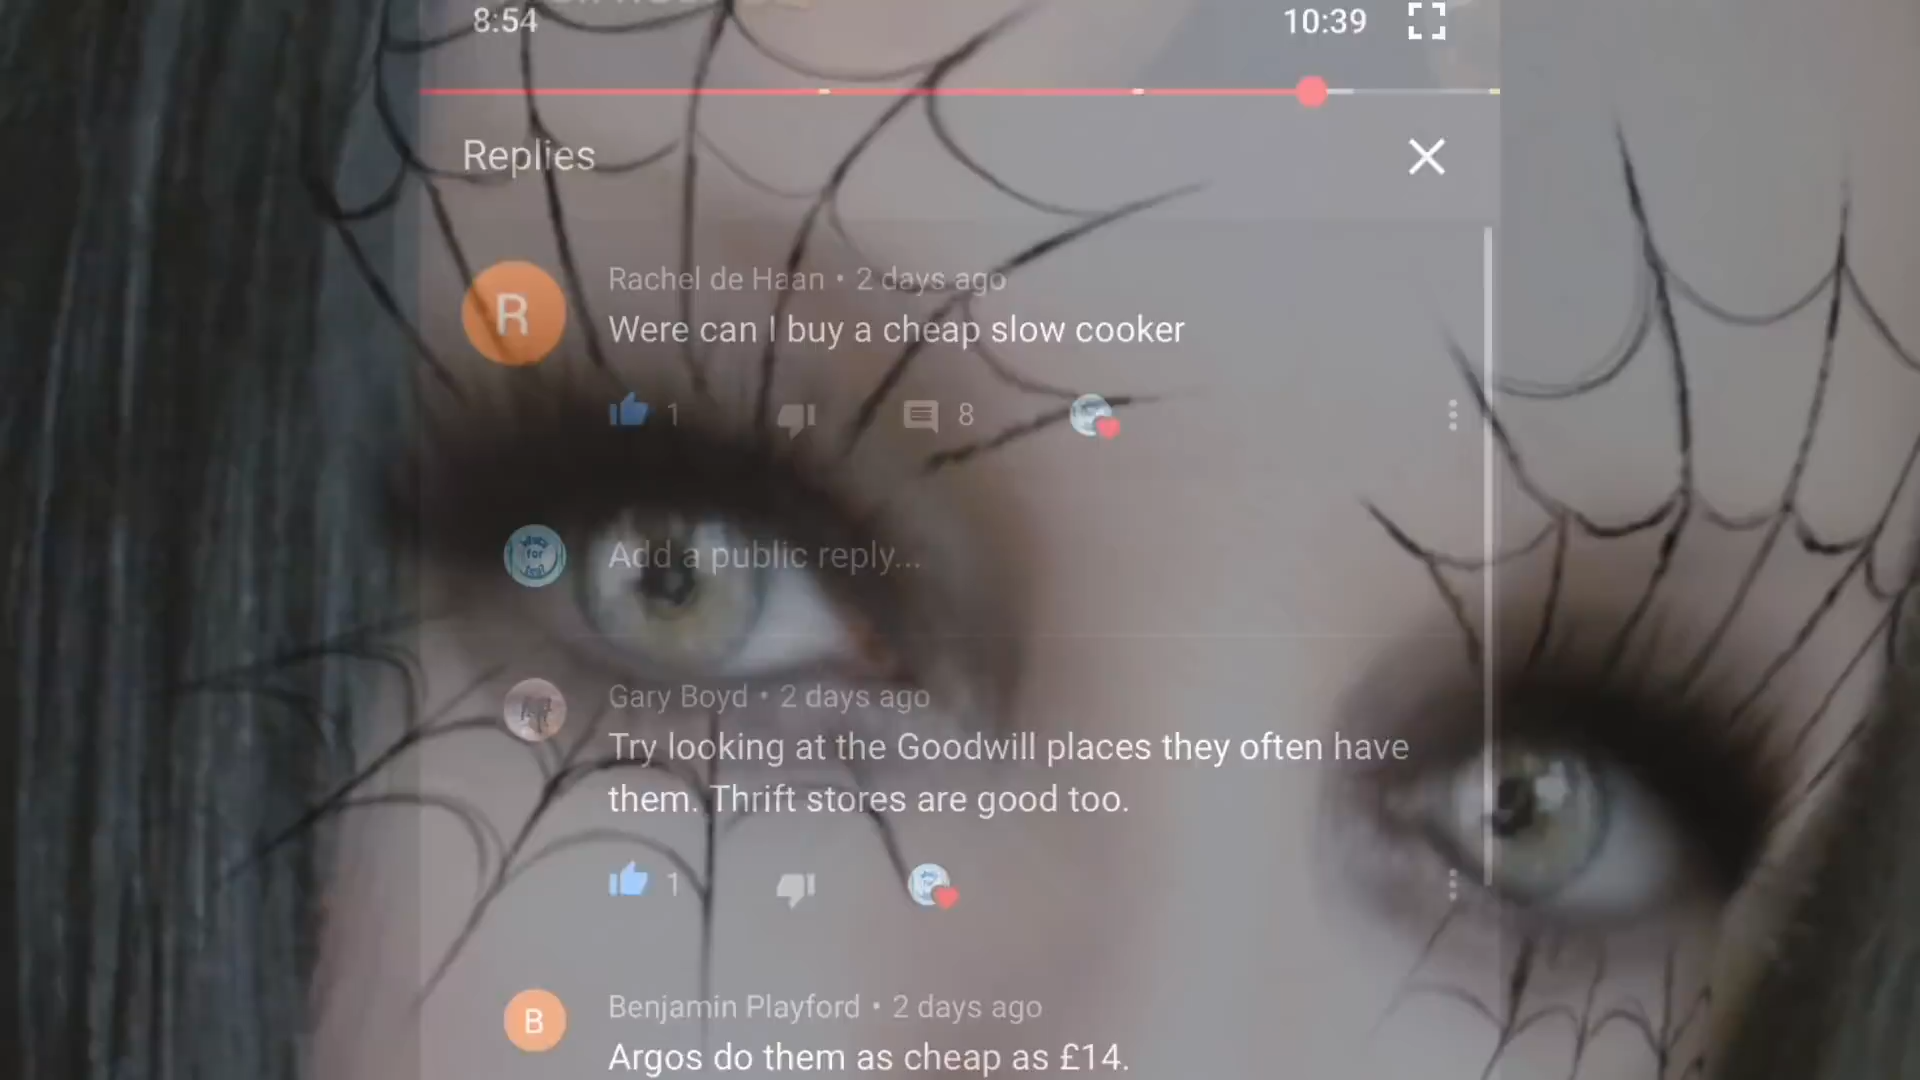 8:54
10:39
Replies
R
Rachel de Haan • 2 days ago
Were can I buy a cheap slow cooker
1
8
Add a public reply...
Gary Boyd • 2 days ago
Try looking at the Goodwill places they often have
them. Thrift stores are good too.
1
B
Benjamin Playford • 2 days ago
Argos do them as cheap as £14.